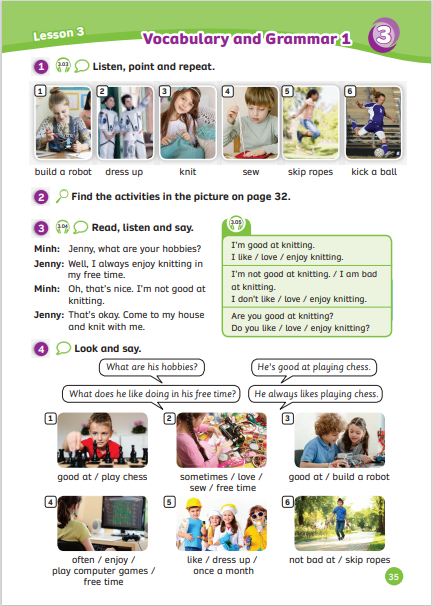 Lesson 3
Vocabulary and Grammar 1
3
1 3.03 Listen, point and repeat.
1 2 3 4 5 6
build a robot dress up knit sew skip ropes kick a ball
2 Find the activities in the picture on page 32.
3 3.04 Read, listen and say.
Minh: Jenny, what are your hobbies?
Jenny: Well, I always enjoy knitting in
my free time.
Minh: Oh, that's nice. I'm not good at
knitting.
Jenny: That's okay. Come to my house
and knit with me.
3.05
I'm good at knitting.
I like / love / enjoy knitting.
I'm not good at knitting. / I am bad
at knitting.
I don't like / love / enjoy knitting.
Are you good at knitting?
Do you like / love / enjoy knitting?
4 Look and say.
What are his hobbies?
He's good at playing chess.
What does he like doing in his free time?
He always likes playing chess.
1 2 3
good at / play chess
sometimes / love /
sew / free time
good at / build a robot
4 5 6
often / enjoy /
play computer games /
free time
like / dress up /
once a month
not bad at / skip ropes
35